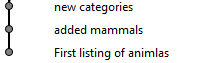 new categories
added mammals
First listing of animlas